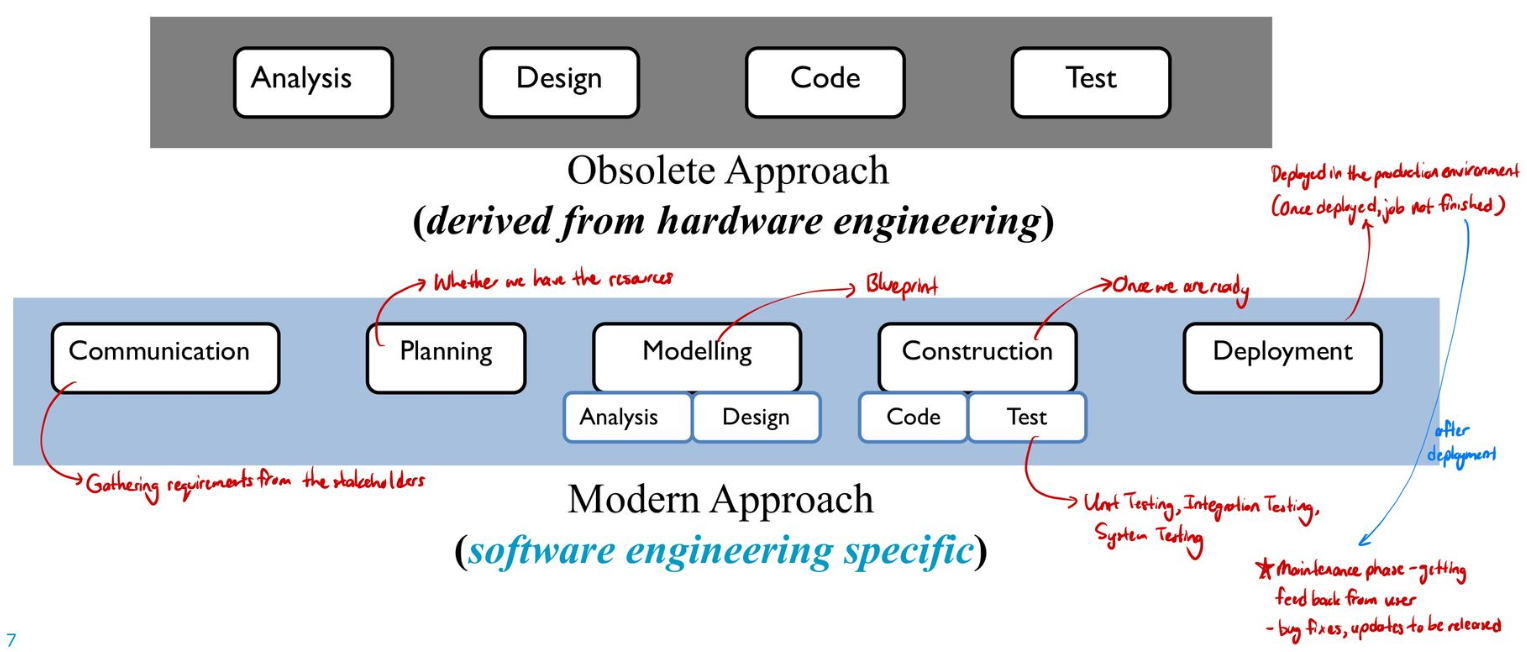 Analysis
Design
Code
Test
Obsolete Approach
(derived from hardware engineering)
Deployed in the production environment
(Once deployed, job not finished)
Whether we have the resources
Blueprint
Once we are ready
Communication
Planning
Modelling
Construction
Deployment
Analysis
Design
Code
Test
after
deployment
Gathering requirements from the stakeholders
Modern Approach
(software engineering specific)
Unit Testing, Integration Testing,
System Testing
★ Maintenance phase - getting
feedback from user
- bug fixes, updates to be released
7